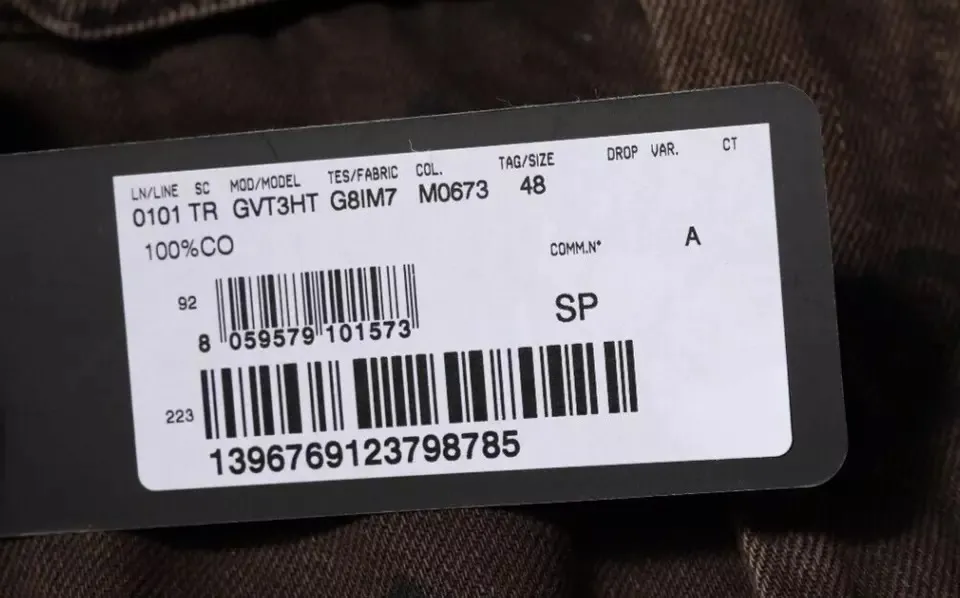 LN/LINE SC MOD/MODEL TES/FABRIC COL. TAG/SIZE DROP VAR. CT
0101 TR GVT3HT G8IM7 M0673 48
100%CO
COMM.N° A
92
SP
8 059579 101573
223
1396769123798785